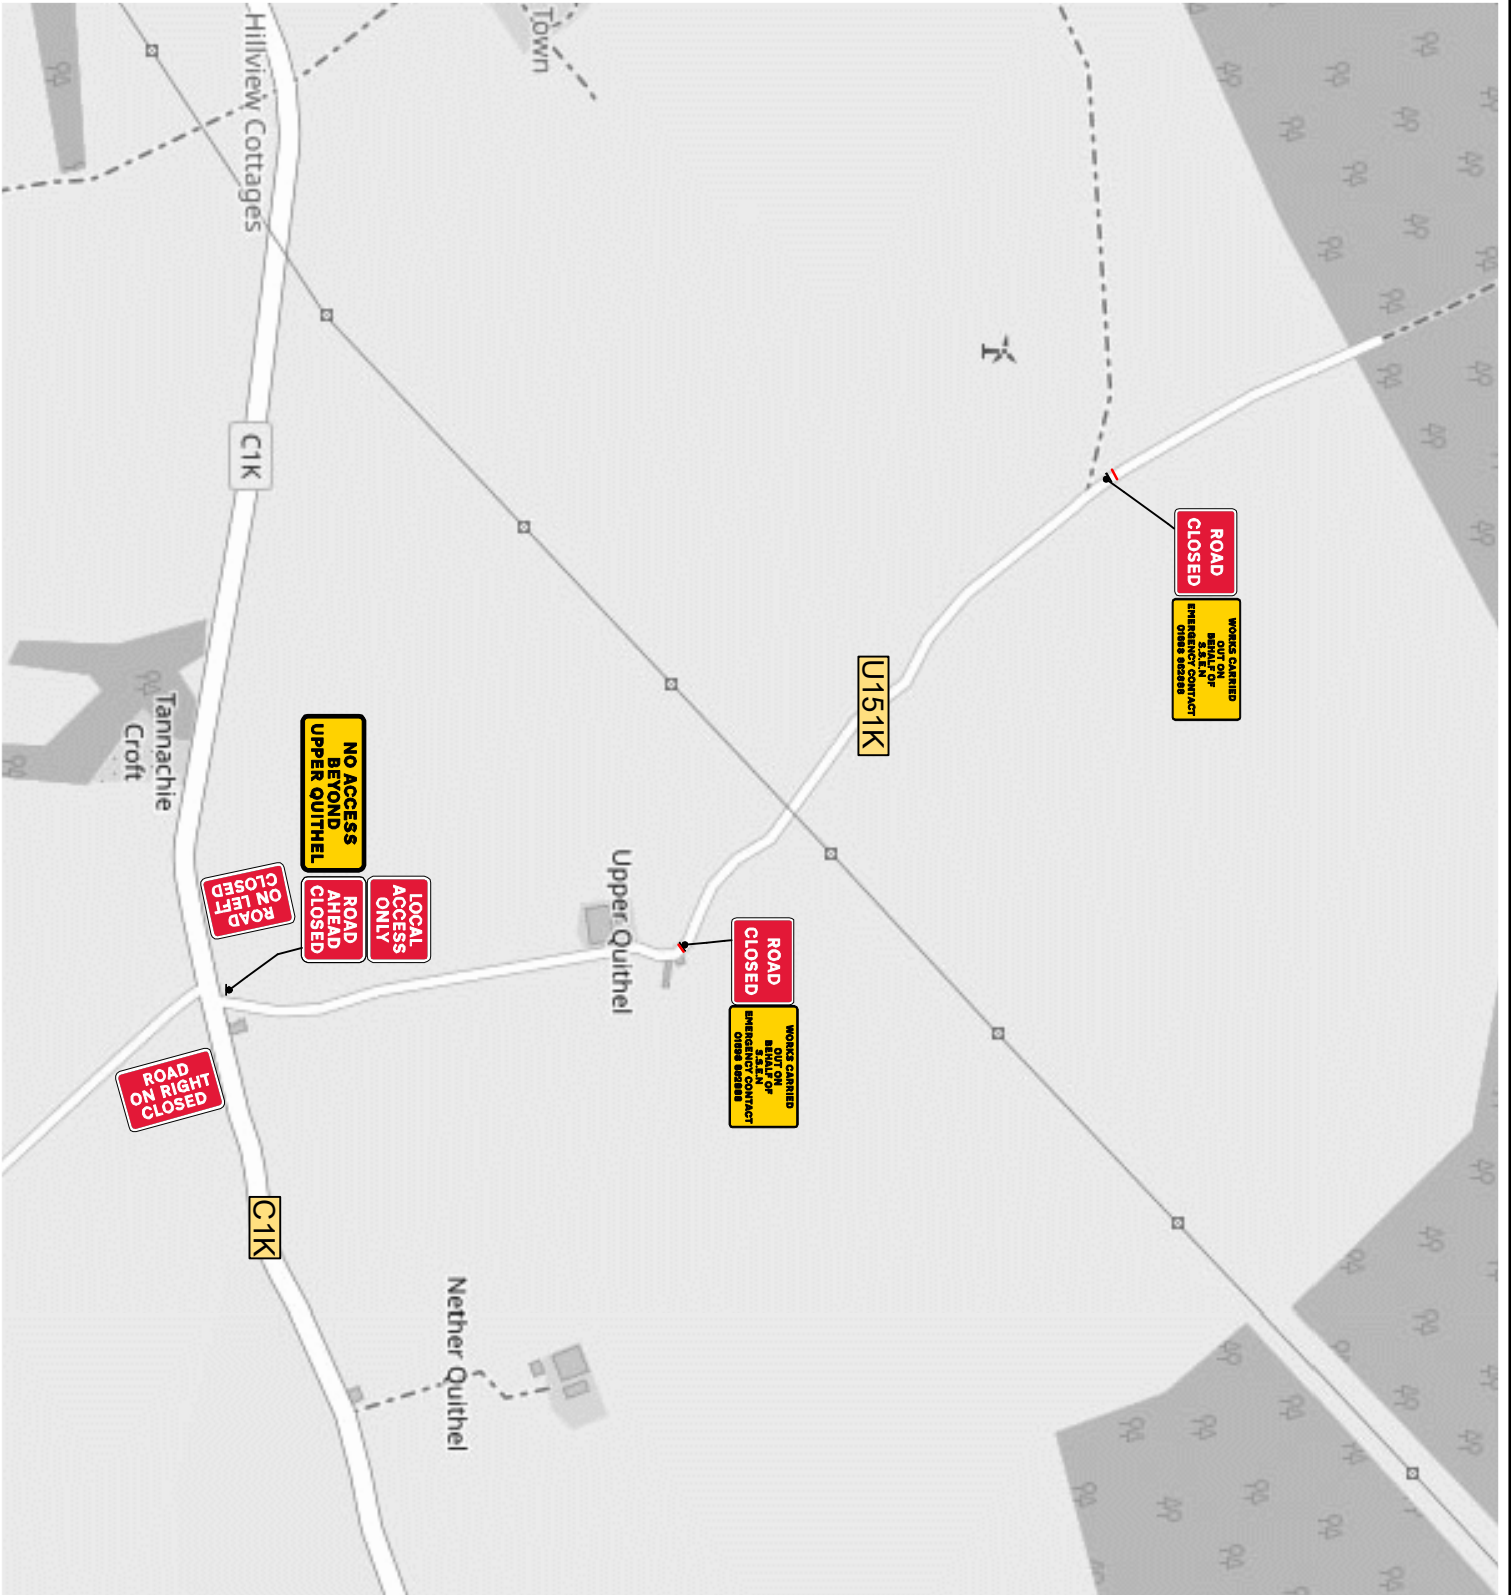 Hillview Cottages
Town
C1K
Tannachie
Croft
U151K
ROAD
CLOSED
WORKS CARRIED
OUT ON
BEHALF OF
S.S.E.N
EMERGENCY CONTACT
NO ACCESS
BEYOND
UPPER QUITHEL
LOCAL
ACCESS
ONLY
ROAD
AHEAD
CLOSED
ROAD
ON LEFT
CLOSED
Upper Quithel
ROAD
CLOSED
WORKS CARRIED
OUT ON
BEHALF OF
S.S.E.N
EMERGENCY CONTACT
ROAD
ON RIGHT
CLOSED
C1K
Nether Quithel